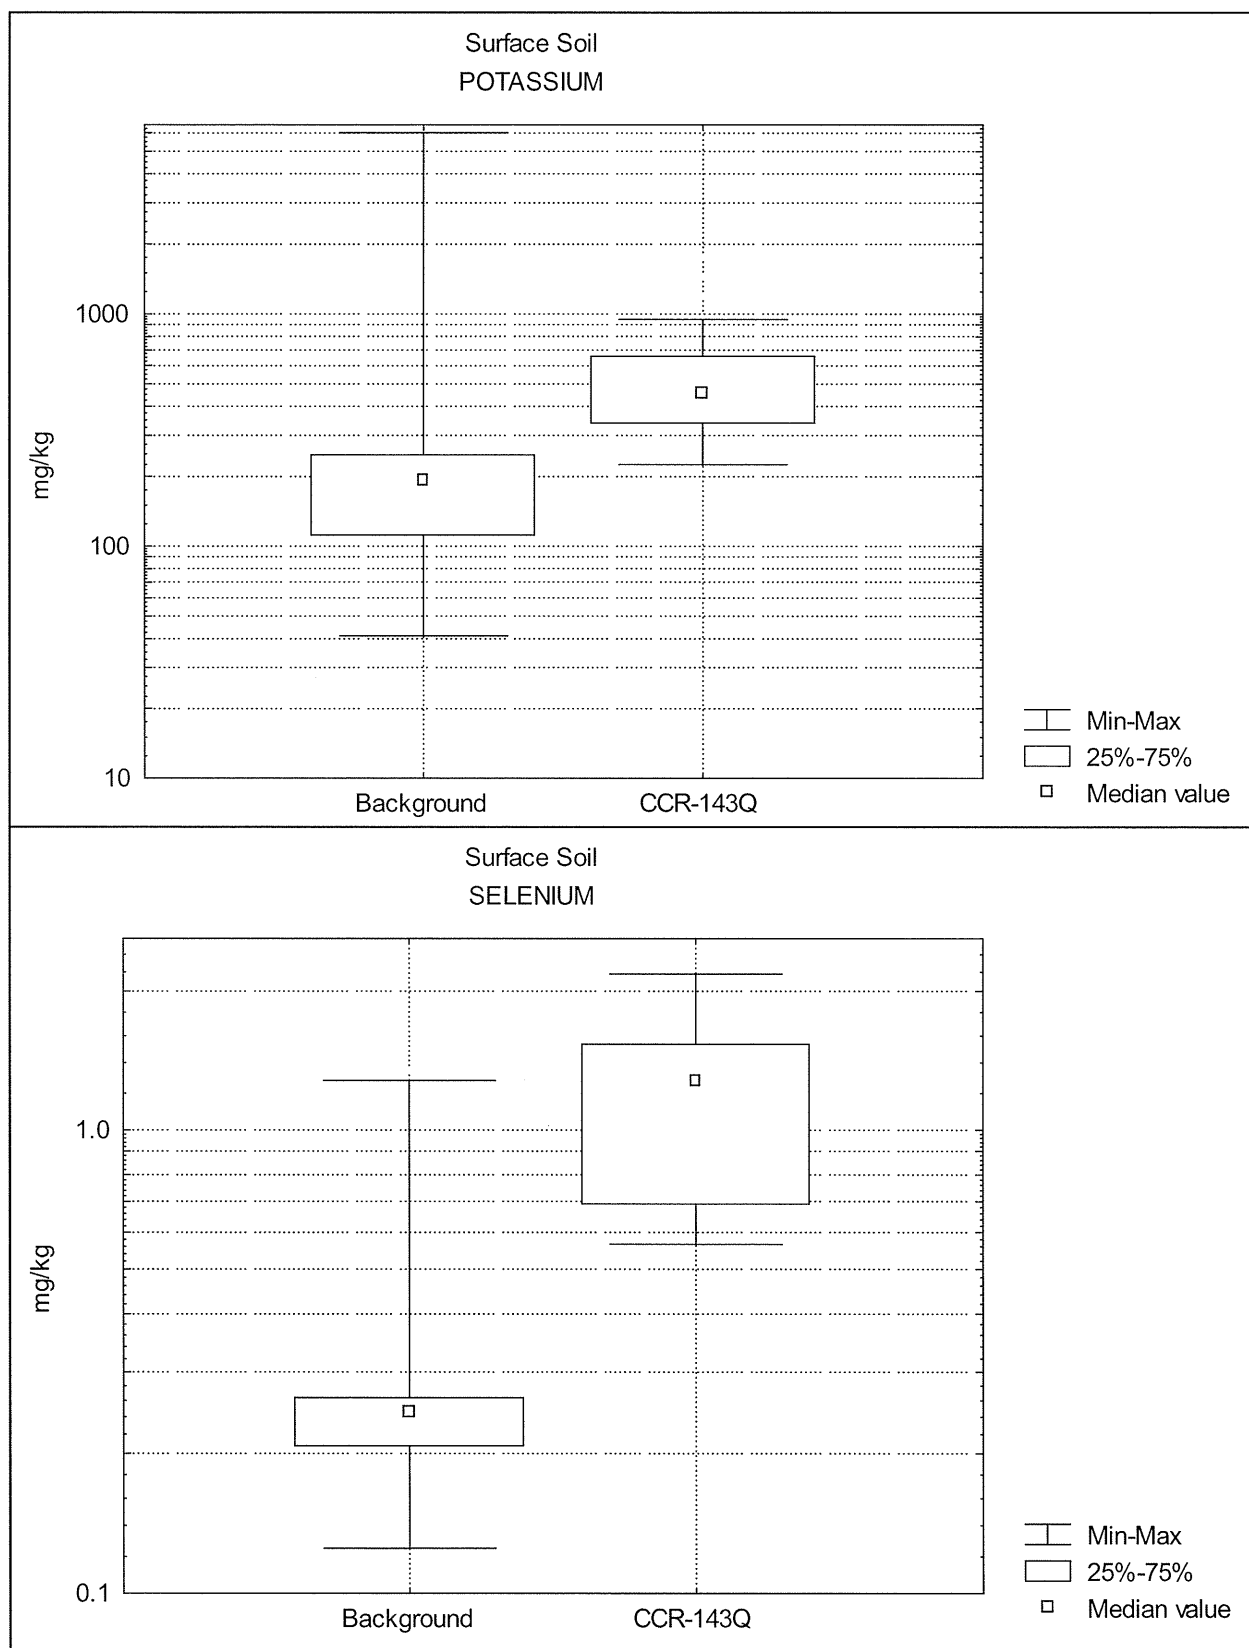 Surface Soil
POTASSIUM
mg/kg
1000
100
10
Background
CCR-143Q
Min-Max
25%-75%
Median value
Surface Soil
SELENIUM
mg/kg
1.0
0.1
Background
CCR-143Q
Min-Max
25%-75%
Median value